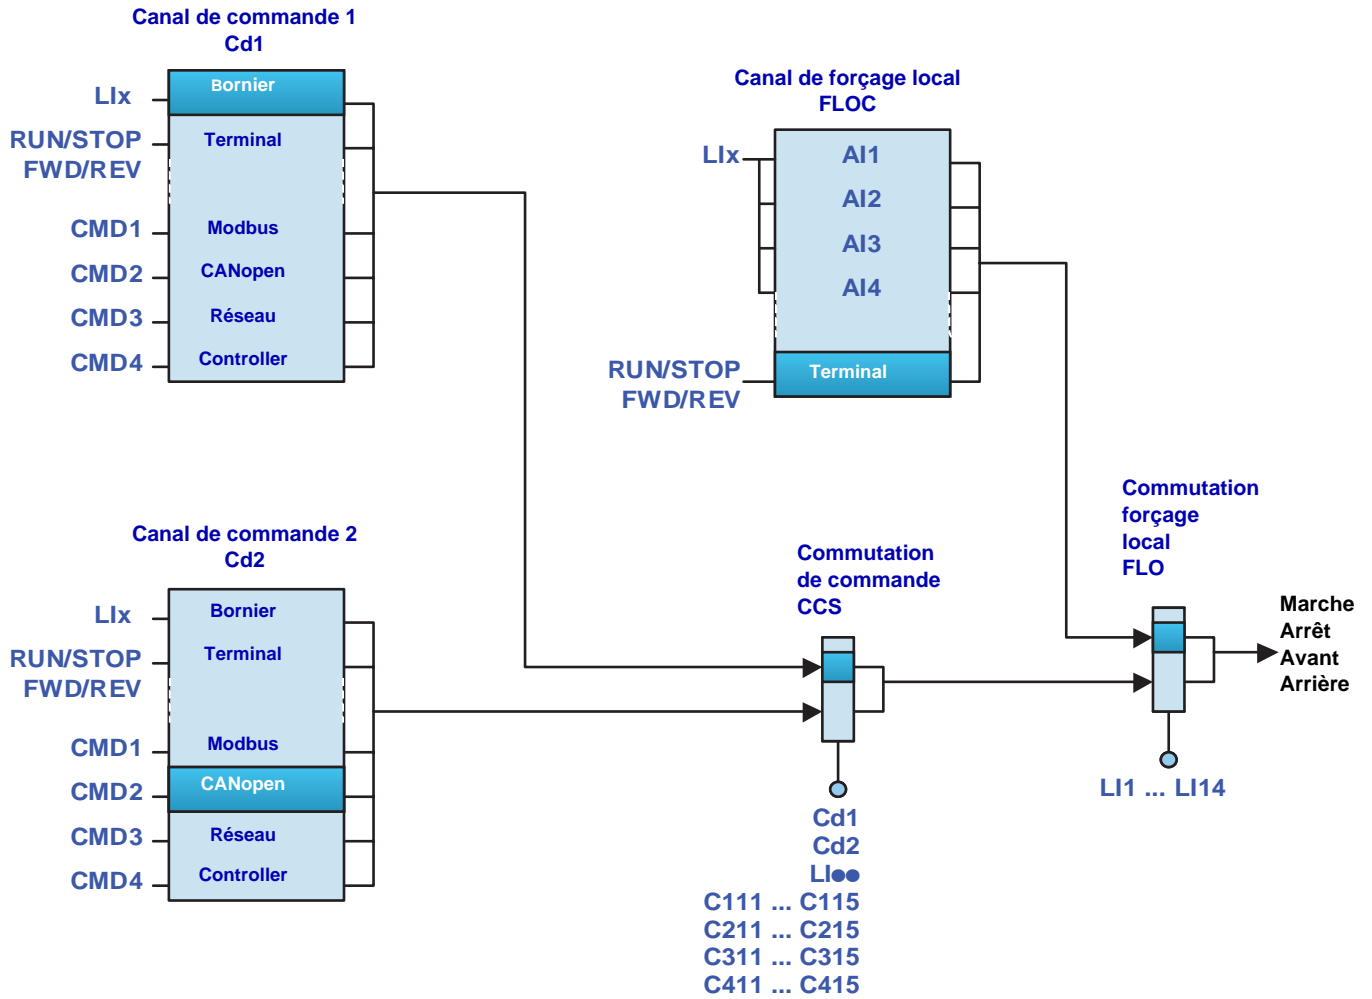 Canal de commande 1
Cd1
LIx
Bornier
RUN/STOP
FWD/REV
Terminal
CMD1
Modbus
CMD2
CANopen
CMD3
Réseau
CMD4
Controller
Canal de forçage local
FLOC
LIx
AI1
AI2
AI3
AI4
RUN/STOP
FWD/REV
Terminal
Canal de commande 2
Cd2
LIx
Bornier
RUN/STOP
FWD/REV
Terminal
CMD1
Modbus
CMD2
CANopen
CMD3
Réseau
CMD4
Controller
Commutation
de commande
CCS
Cd1
Cd2
LI●●
C111 ... C115
C211 ... C215
C311 ... C315
C411 ... C415
Commutation
forçage
local
FLO
LI1 ... LI14
Marche
Arrêt
Avant
Arrière